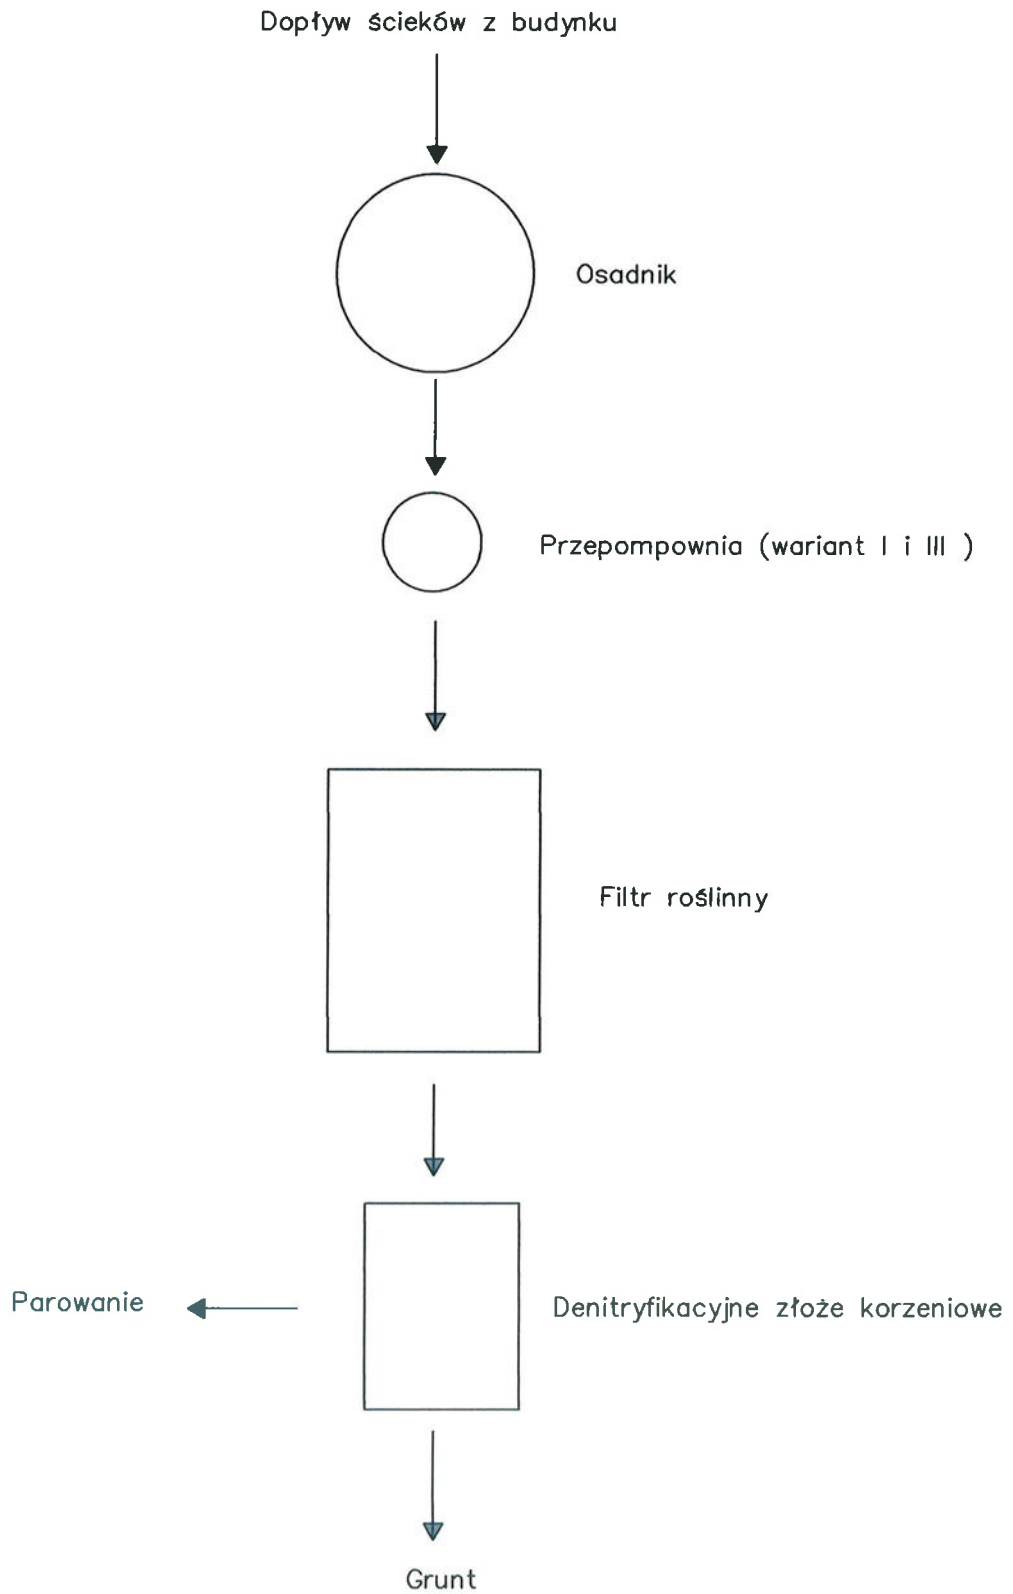 Dopływ ścieków z budynku
Osadnik
Przepompownia (wariant I i III )
Filtr roślinny
Parowanie
Denitryfikacyjne złoże korzeniowe
Grunt